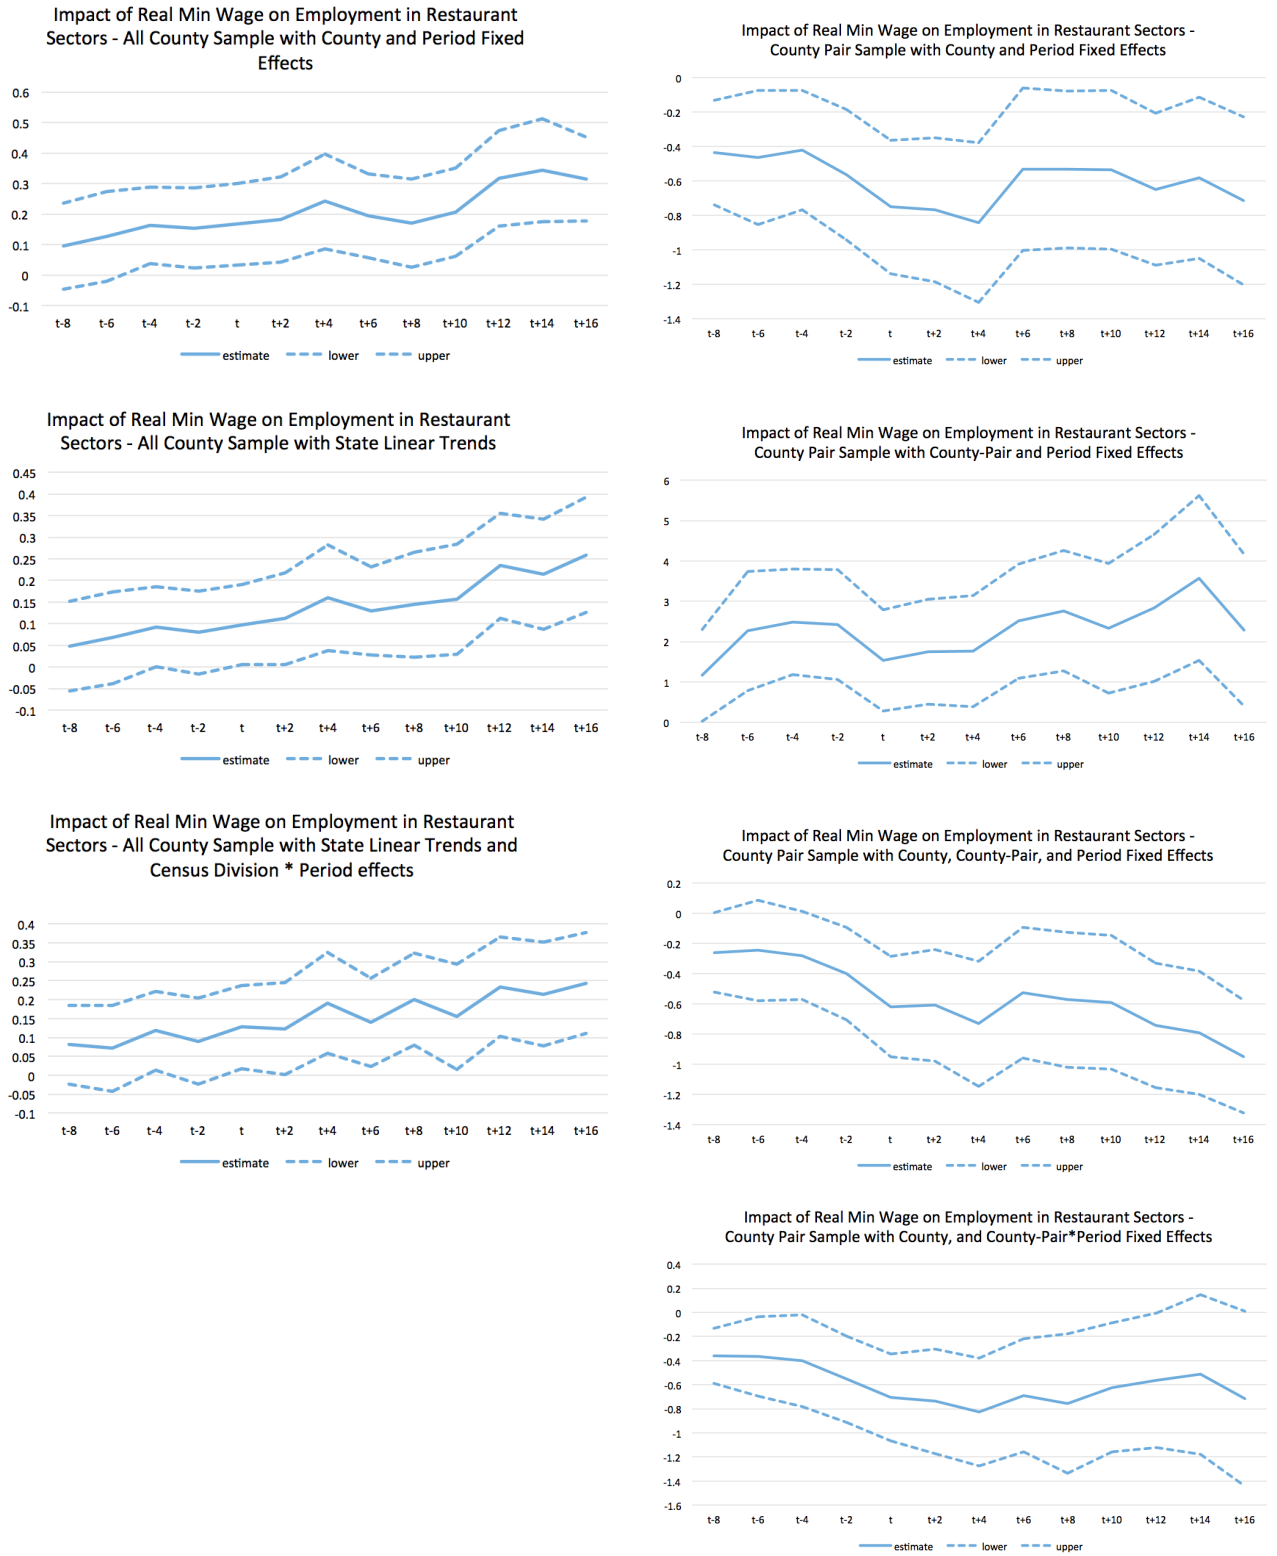 Impact of Real Min Wage on Employment in Restaurant
Sectors - All County Sample with County and Period Fixed
Effects
0.6
0.5
0.4
0.3
0.2
0.1
0
-0.1
t-8 t-6 t-4 t-2 t t+2 t+4 t+6 t+8 t+10 t+12 t+14 t+16
estimate lower upper
Impact of Real Min Wage on Employment in Restaurant Sectors -
County Pair Sample with County and Period Fixed Effects
0
-0.2
-0.4
-0.6
-0.8
-1
-1.2
-1.4
t-8 t-6 t-4 t-2 t t+2 t+4 t+6 t+8 t+10 t+12 t+14 t+16
estimate lower upper
Impact of Real Min Wage on Employment in Restaurant
Sectors - All County Sample with State Linear Trends
0.45
0.4
0.35
0.3
0.25
0.2
0.15
0.1
0.05
0
-0.05
-0.1
t-8 t-6 t-4 t-2 t t+2 t+4 t+6 t+8 t+10 t+12 t+14 t+16
estimate lower upper
Impact of Real Min Wage on Employment in Restaurant Sectors -
County Pair Sample with County-Pair and Period Fixed Effects
6
5
4
3
2
1
0
t-8 t-6 t-4 t-2 t t+2 t+4 t+6 t+8 t+10 t+12 t+14 t+16
estimate lower upper
Impact of Real Min Wage on Employment in Restaurant
Sectors - All County Sample with State Linear Trends and
Census Division * Period effects
0.4
0.35
0.3
0.25
0.2
0.15
0.1
0.05
0
-0.05
-0.1
t-8 t-6 t-4 t-2 t t+2 t+4 t+6 t+8 t+10 t+12 t+14 t+16
estimate lower upper
Impact of Real Min Wage on Employment in Restaurant Sectors -
County Pair Sample with County, County-Pair, and Period Fixed Effects
0.2
0
-0.2
-0.4
-0.6
-0.8
-1
-1.2
-1.4
t-8 t-6 t-4 t-2 t t+2 t+4 t+6 t+8 t+10 t+12 t+14 t+16
estimate lower upper
Impact of Real Min Wage on Employment in Restaurant Sectors -
County Pair Sample with County, and County-Pair*Period Fixed Effects
0.4
0.2
0
-0.2
-0.4
-0.6
-0.8
-1
-1.2
-1.4
-1.6
t-8 t-6 t-4 t-2 t t+2 t+4 t+6 t+8 t+10 t+12 t+14 t+16
estimate lower upper